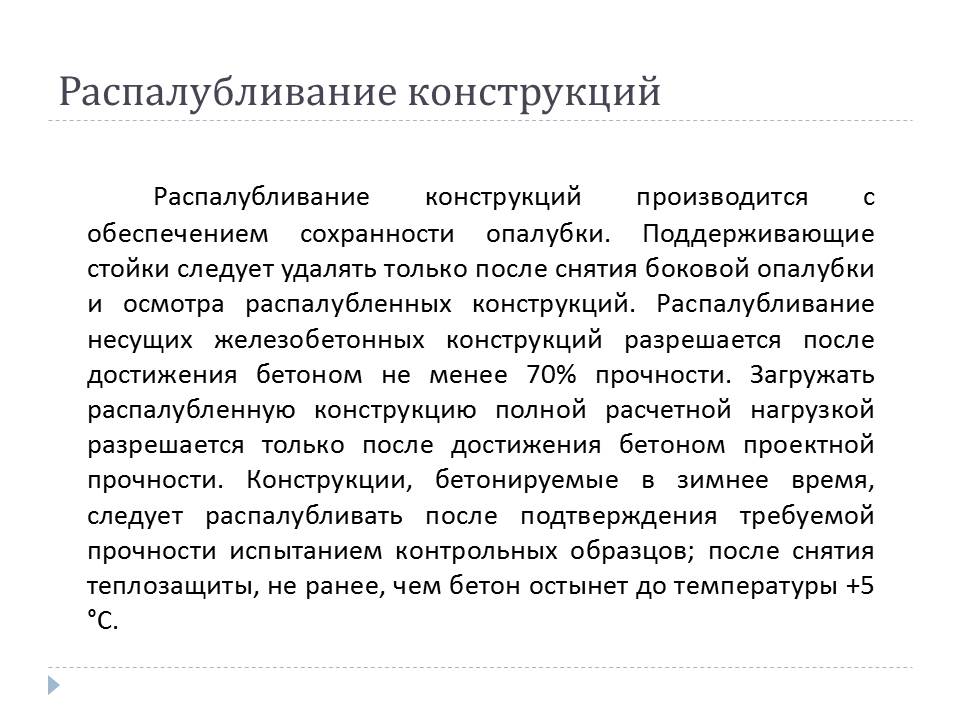 Распалубливание конструкций
Распалубливание конструкций производится с
обеспечением сохранности опалубки. Поддерживающие
стойки следует удалять только после снятия боковой опалубки
и осмотра распалубленных конструкций. Распалубливание
несущих железобетонных конструкций разрешается после
достижения бетоном не менее 70% прочности. Загружать
распалубленную конструкцию полной расчетной нагрузкой
разрешается только после достижения бетоном проектной
прочности. Конструкции, бетонируемые в зимнее время,
следует распалубливать после подтверждения требуемой
прочности испытанием контрольных образцов; после снятия
теплозащиты, не ранее, чем бетон остынет до температуры +5
°С.